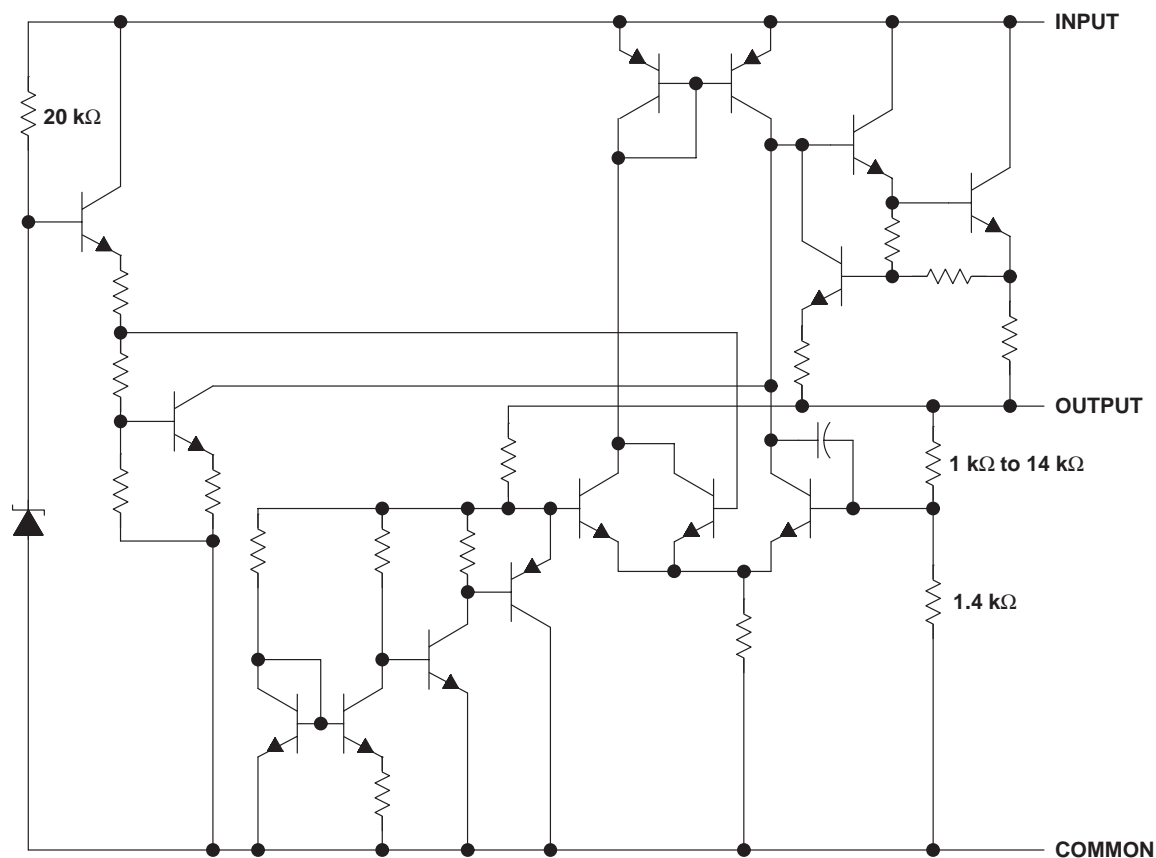 INPUT
20 kΩ
OUTPUT
1 kΩ to 14 kΩ
1.4 kΩ
COMMON